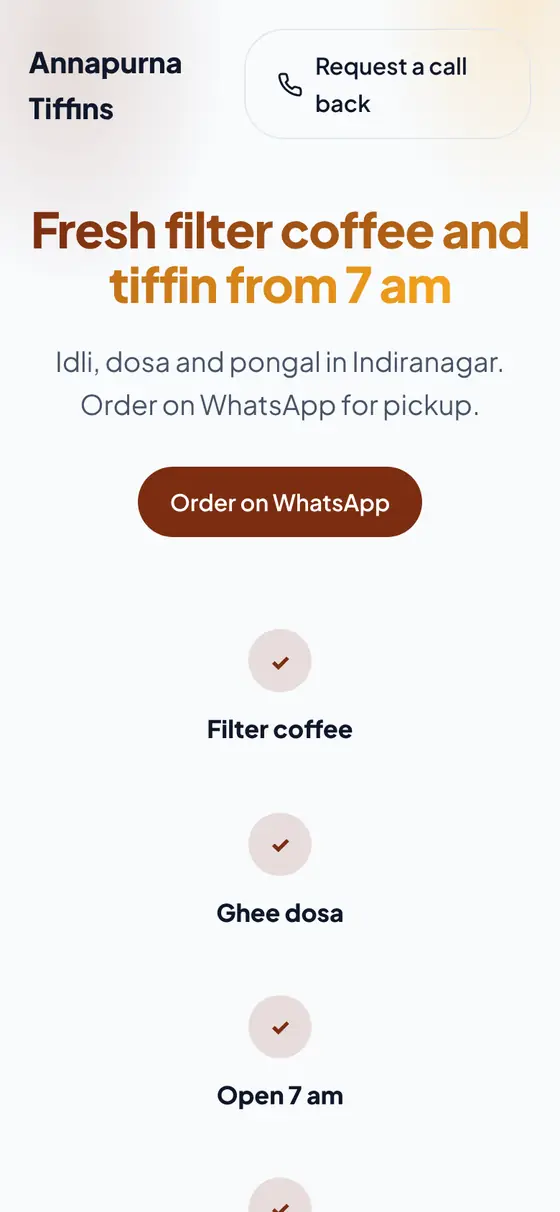 Annapurna
Tiffins
Request a call
back
Fresh filter coffee and
tiffin from 7 am
Idli, dosa and pongal in Indiranagar.
Order on WhatsApp for pickup.
Order on WhatsApp
Filter coffee
Ghee dosa
Open 7 am